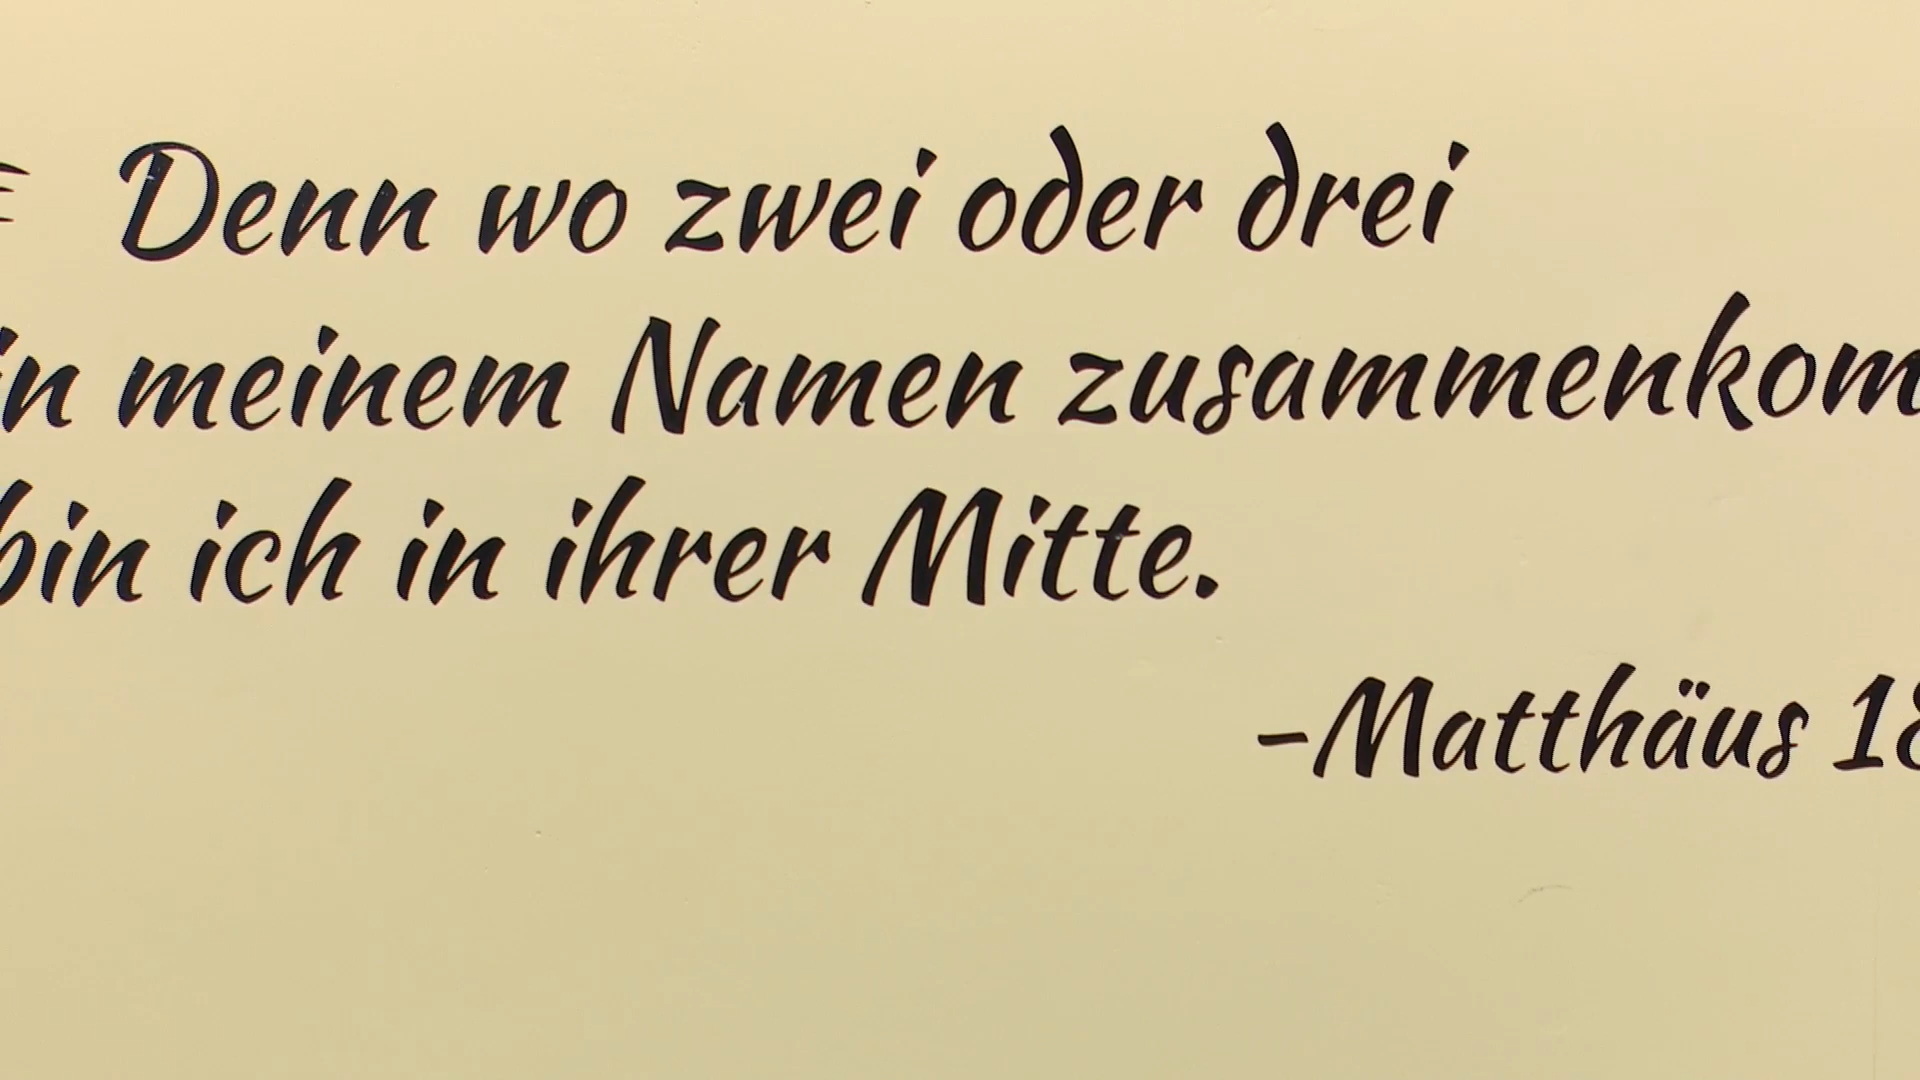 Denn wo zwei oder drei
in meinem Namen zusammenkom
bin ich in ihrer Mitte.
-Matthäus 18